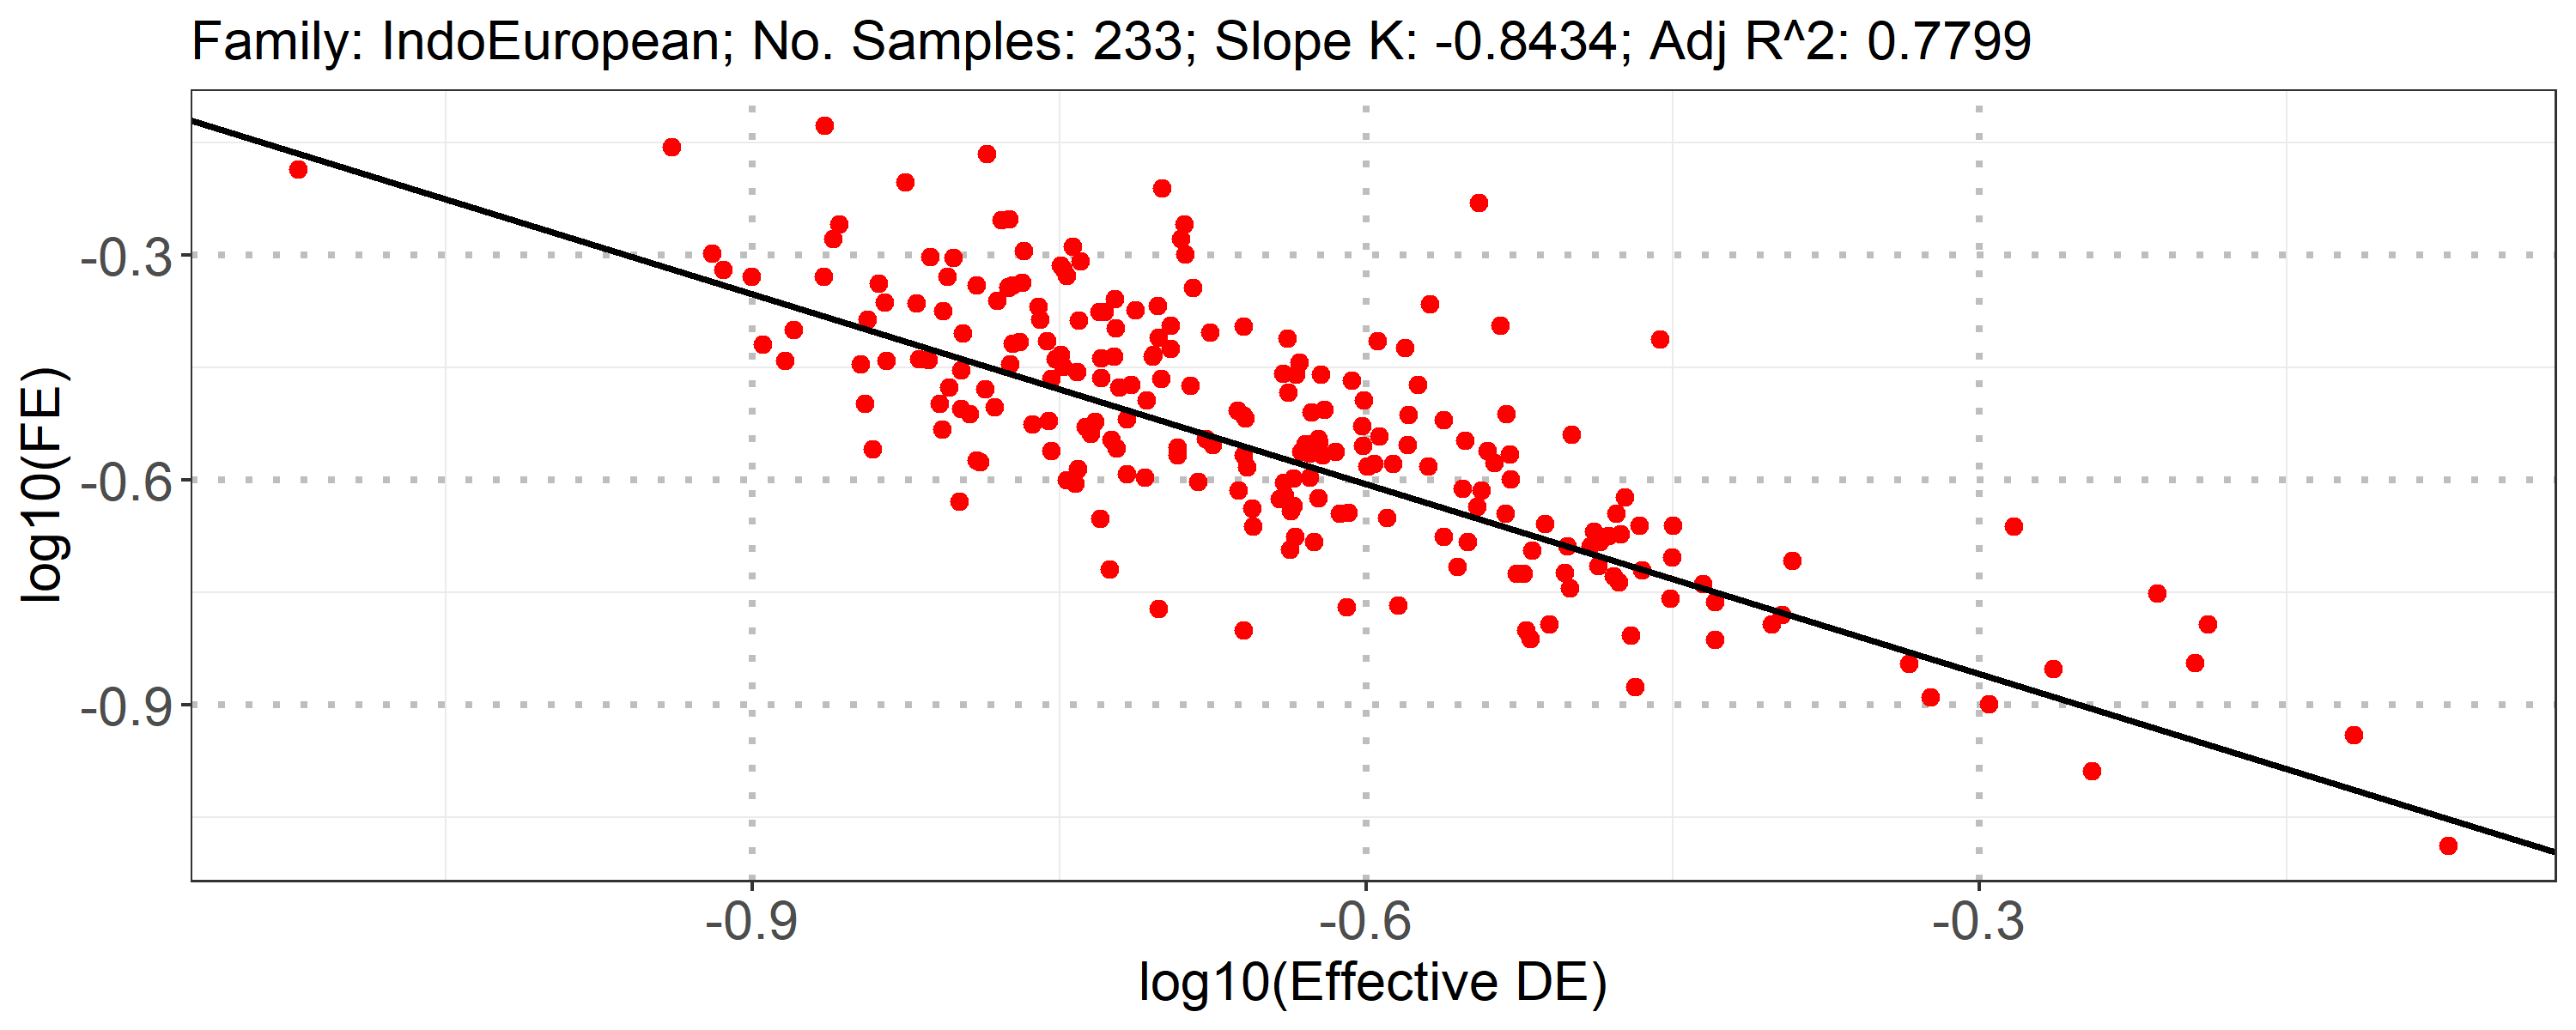 Family: IndoEuropean; No. Samples: 233; Slope K: -0.8434; Adj R^2: 0.7799
log10(FE)
-0.3
-0.6
-0.9
-0.9
-0.6
-0.3
log10(Effective DE)